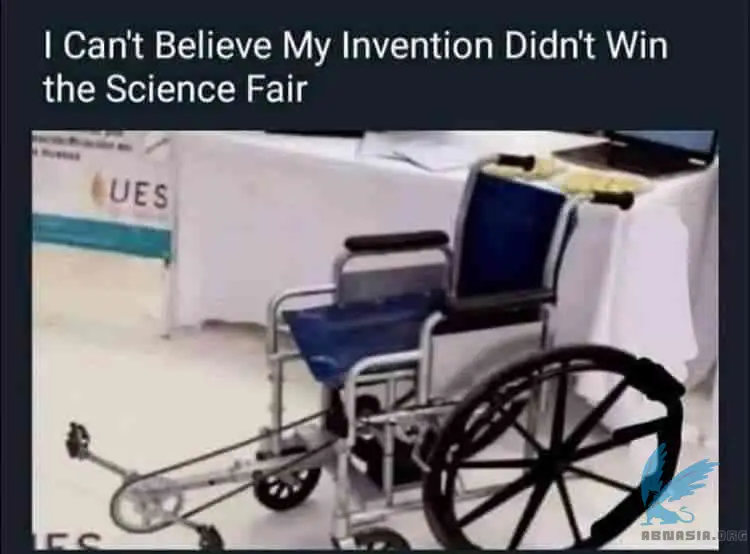 I Can't Believe My Invention Didn't Win
the Science Fair
UES
ABNASIA.ORG